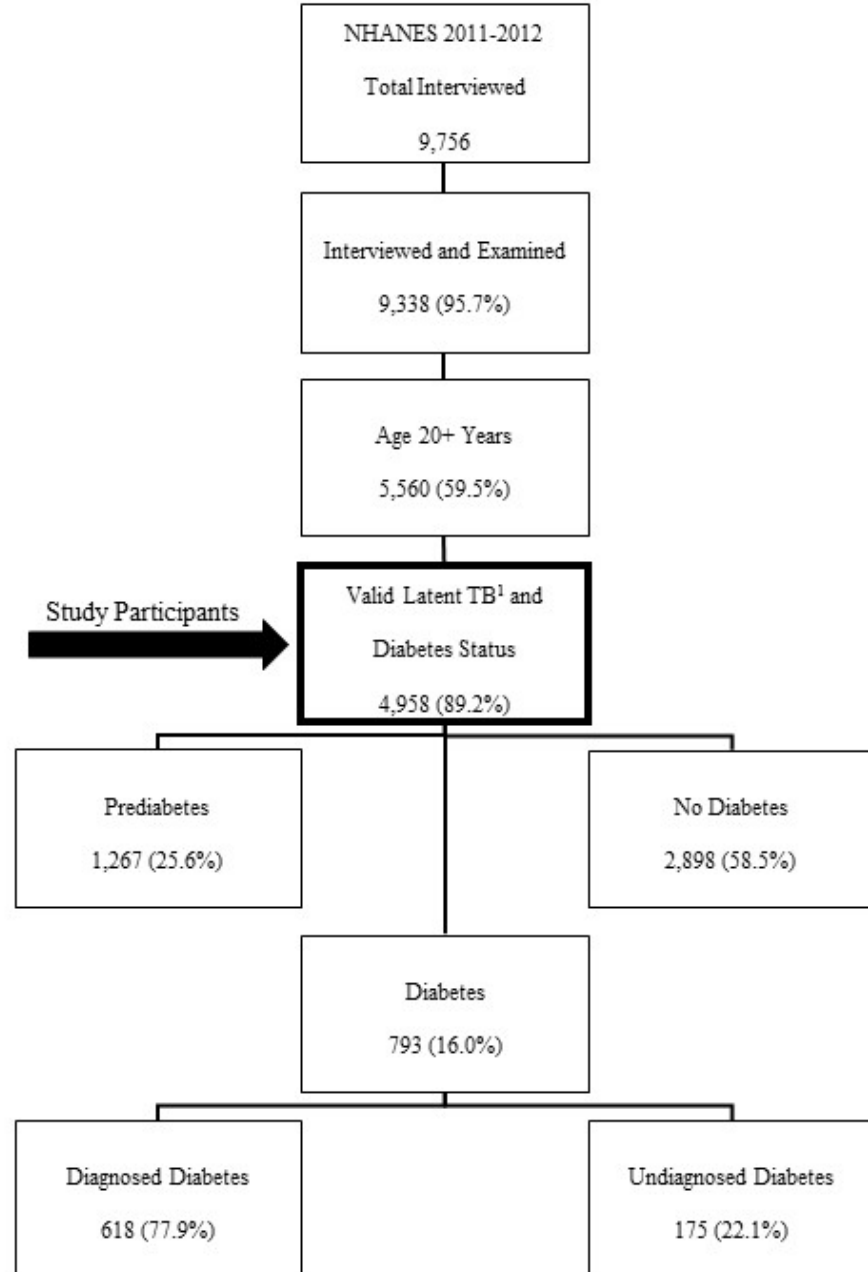 NHANES 2011-2012
Total Interviewed
9,756
Interviewed and Examined
9,338 (95.7%)
Age 20+ Years
5,560 (59.5%)
Study Participants
Valid Latent TB¹ and
Diabetes Status
4,958 (89.2%)
Prediabetes
1,267 (25.6%)
No Diabetes
2,898 (58.5%)
Diabetes
793 (16.0%)
Diagnosed Diabetes
618 (77.9%)
Undiagnosed Diabetes
175 (22.1%)